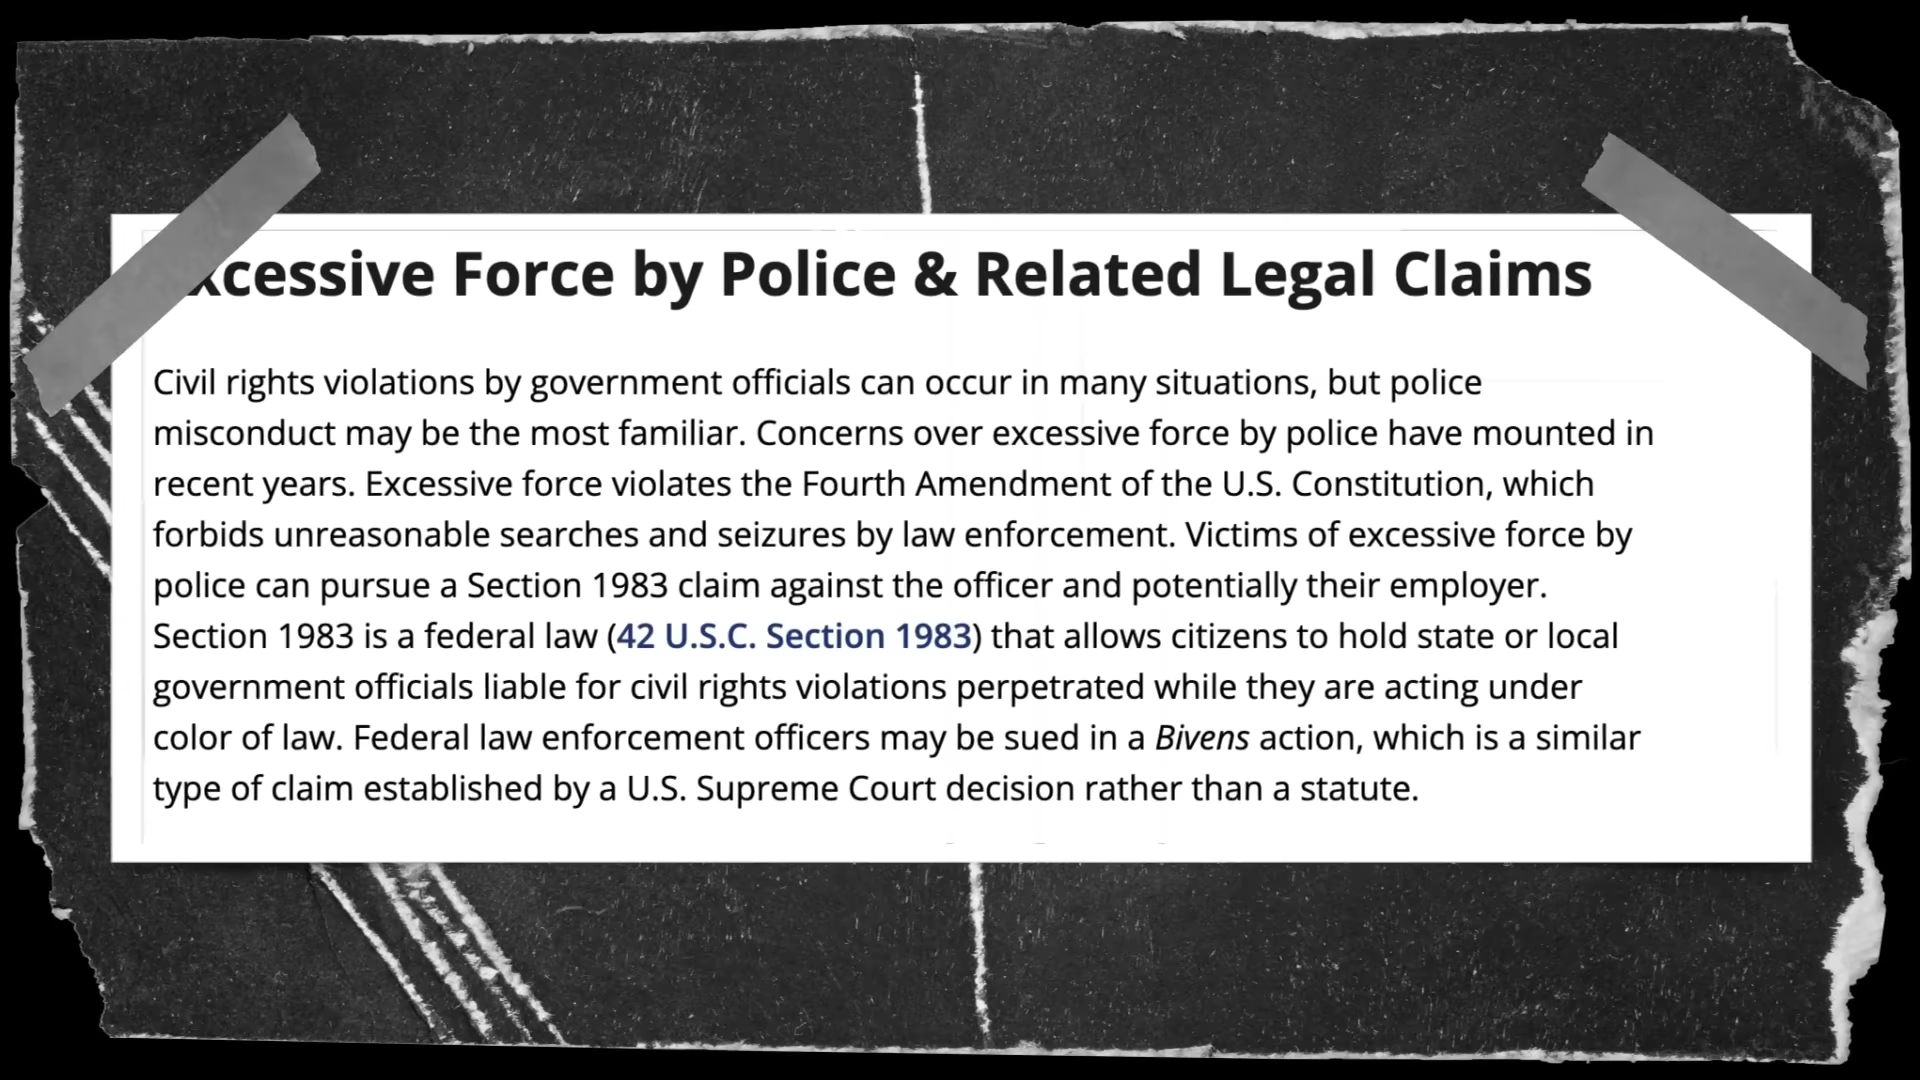 xcessive Force by Police & Related Legal Claims
Civil rights violations by government officials can occur in many situations, but police
misconduct may be the most familiar. Concerns over excessive force by police have mounted in
recent years. Excessive force violates the Fourth Amendment of the U.S. Constitution, which
forbids unreasonable searches and seizures by law enforcement. Victims of excessive force by
police can pursue a Section 1983 claim against the officer and potentially their employer.
Section 1983 is a federal law (42 U.S.C. Section 1983) that allows citizens to hold state or local
government officials liable for civil rights violations perpetrated while they are acting under
color of law. Federal law enforcement officers may be sued in a Bivens action, which is a similar
type of claim established by a U.S. Supreme Court decision rather than a statute.